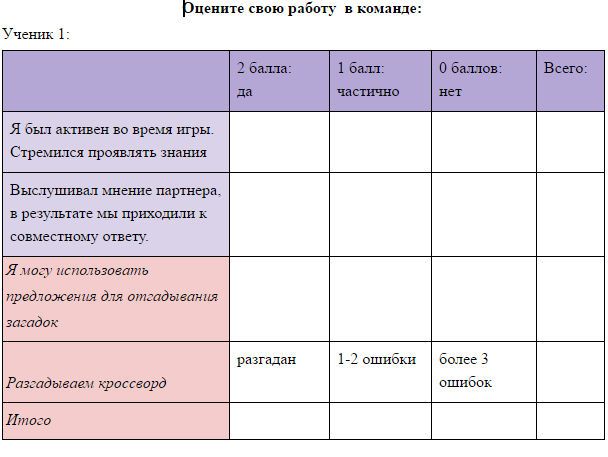 Оцените свою работу в команде:
Ученик 1:
2 балла: 1 балл: 0 баллов: Всего:
да частично нет
Я был активен во время игры.
Стремился проявлять знания
Выслушивал мнение партнера,
в результате мы приходили к
совместному ответу.
Я могу использовать
предложения для отгадывания
загадок
разгадан 1-2 ошибки более 3
Разгадываем кроссворд ошибок
Итого